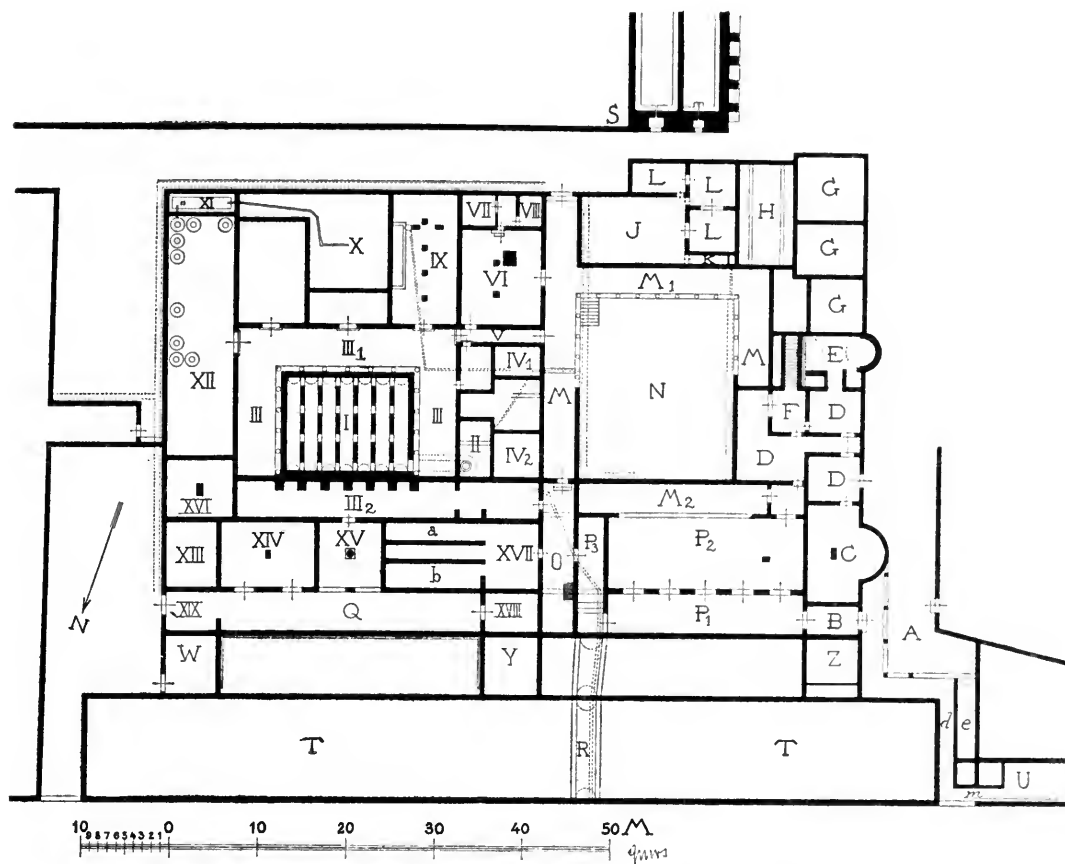 S
L L
G
XI
VII VIII
H
J
X
L
IX
K
G
VI
M₁
G
V
III₁
E
IV₁
XII
M
III I III
M
N
F D
II
D
IV₂
D
III₂
M₂
XVI
a
XIV XV
P₃
P₂
XIII
XVII
O
C
b
XIX Q XVIII
P₁
B
A
N
W Y Z
d e
T R T
U
m
10 9 8 7 6 5 4 3 2 1 0 10 20 30 40 50 M